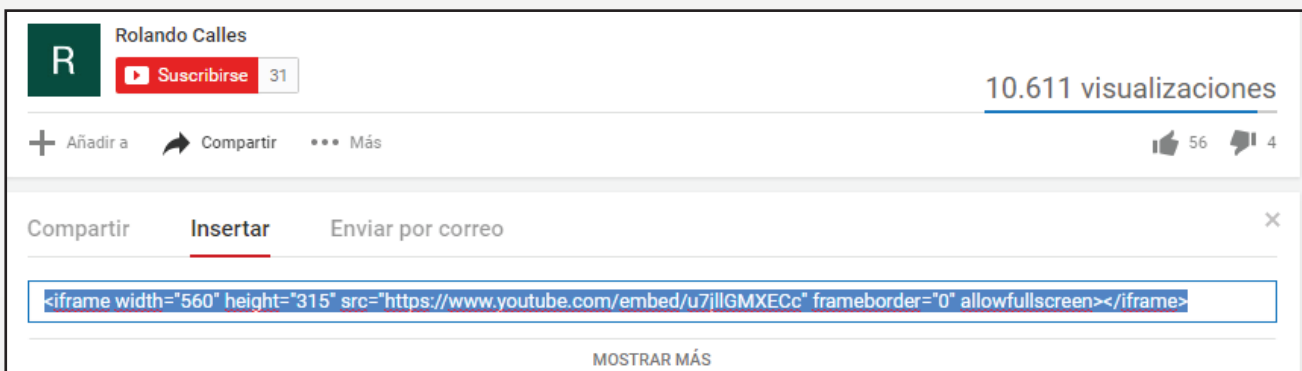 R
Rolando Calles
Suscribirse 31
10.611 visualizaciones
Añadir a Compartir Más 56 4
Compartir Insertar Enviar por correo
<iframe width="560" height="315" src="https://www.youtube.com/embed/u7jllGMXECc" frameborder="0" allowfullscreen></iframe>
MOSTRAR MÁS